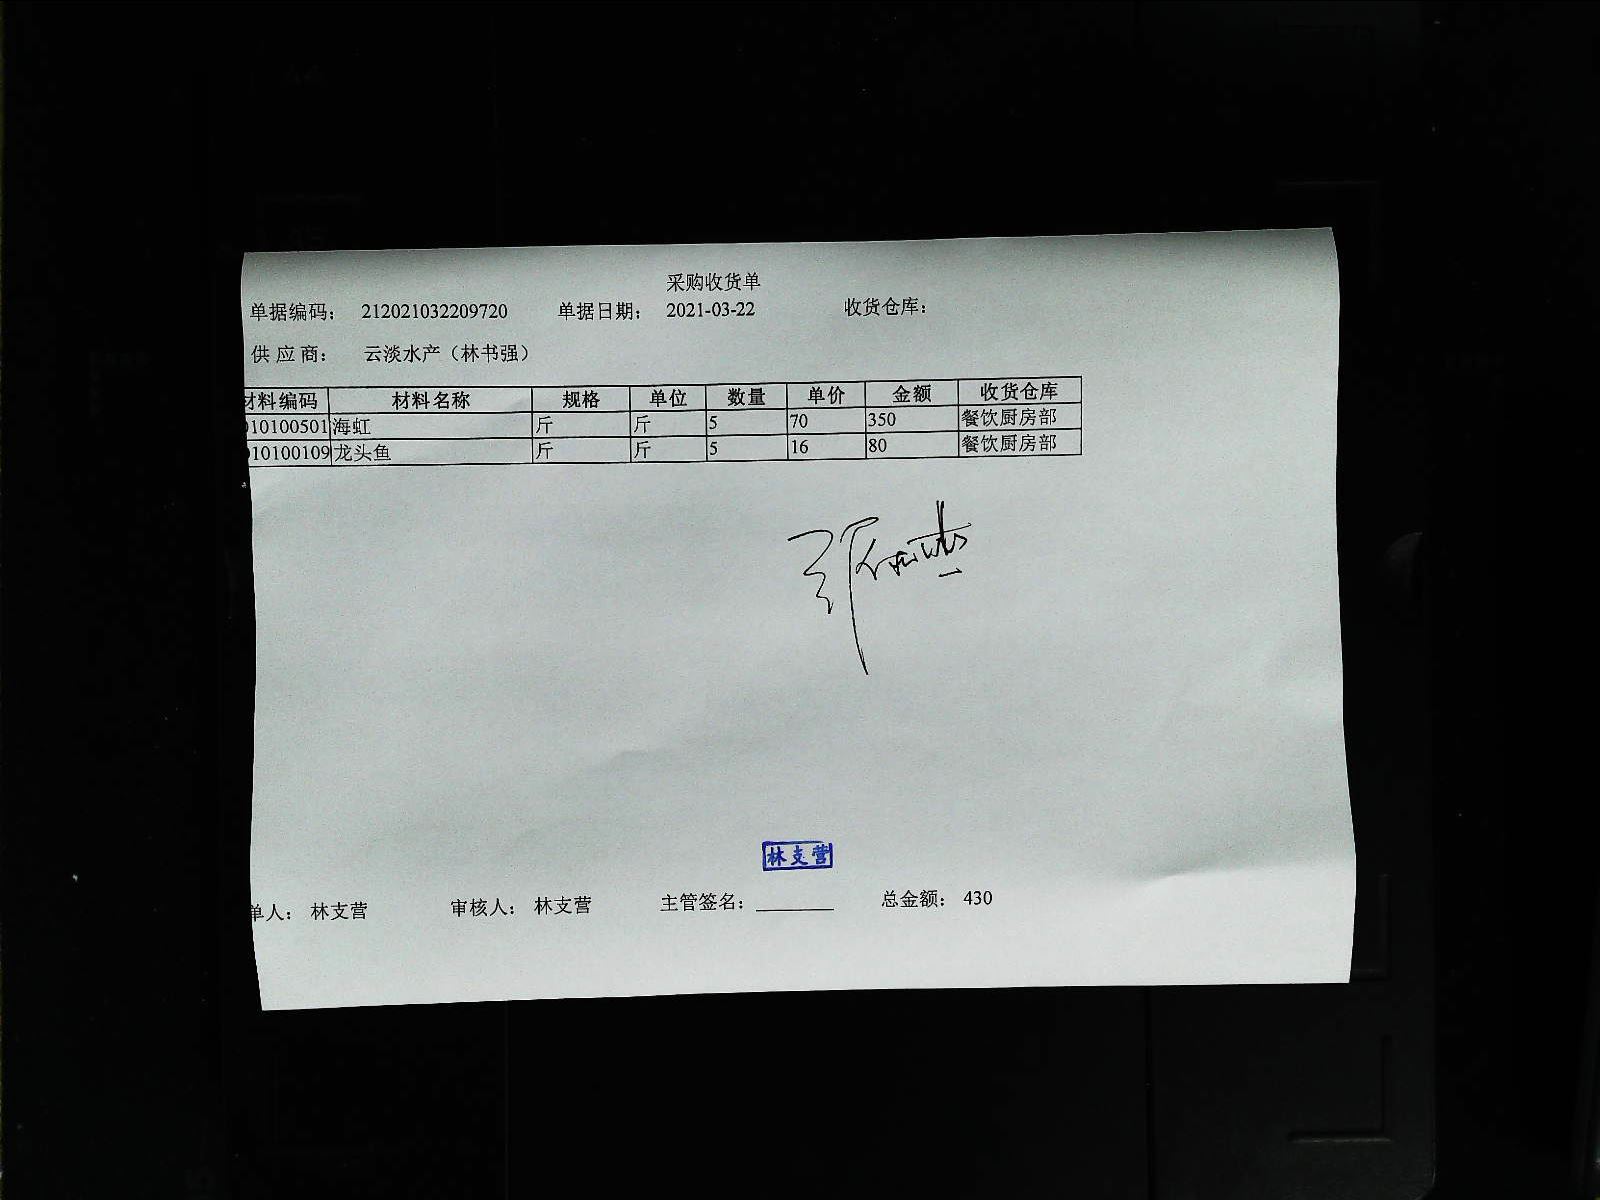 采购收货单
单据编码： 212021032209720 单据日期： 2021-03-22 收货仓库：
供应商： 云淡水产（林书强）
材料编码 材料名称 规格 单位 数量 单价 金额 收货仓库
010100501 海虹 斤 斤 5 70 350 餐饮厨房部
010100109 龙头鱼 斤 斤 5 16 80 餐饮厨房部
林支营
单人： 林支营 审核人： 林支营 主管签名： ________ 总金额： 430